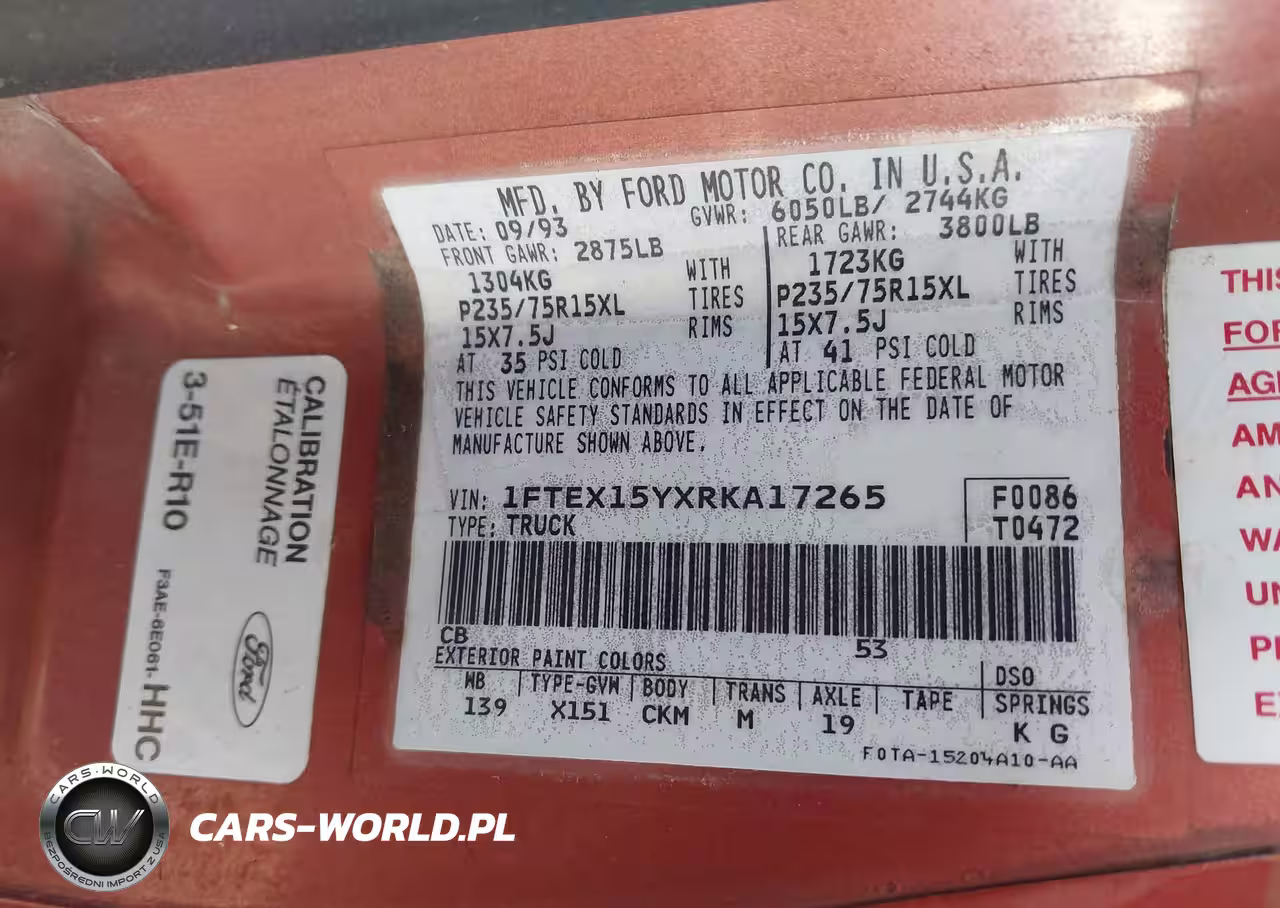 MFD. BY FORD MOTOR CO. IN U.S.A.
DATE: 09/93 GVWR: 6050LB/ 2744KG
FRONT GAWR: 2875LB
1304KG WITH
P235/75R15XL TIRES
15X7.5J RIMS
AT 35 PSI COLD
REAR GAWR: 3800LB
1723KG WITH
P235/75R15XL TIRES
15X7.5J RIMS
AT 41 PSI COLD
THIS VEHICLE CONFORMS TO ALL APPLICABLE FEDERAL MOTOR
VEHICLE SAFETY STANDARDS IN EFFECT ON THE DATE OF
MANUFACTURE SHOWN ABOVE.
VIN: 1FTEX15YXRKA17265 F0086
TYPE: TRUCK T0472
CB 53
EXTERIOR PAINT COLORS DSO
WB TYPE-GVW BODY TRANS AXLE TAPE SPRINGS
139 X151 CKM M 19 K G
F0TA-15204A10-AA
CALIBRATION
ÉTALONNAGE
Ford
3-51E-R10
F3AE-6E061-HHC
THIS
FOR
AG
AM
AN
WA
UN
E
CARS-WORLD
CW
BEZPOŚREDNI IMPORT Z USA
CARS-WORLD.PL